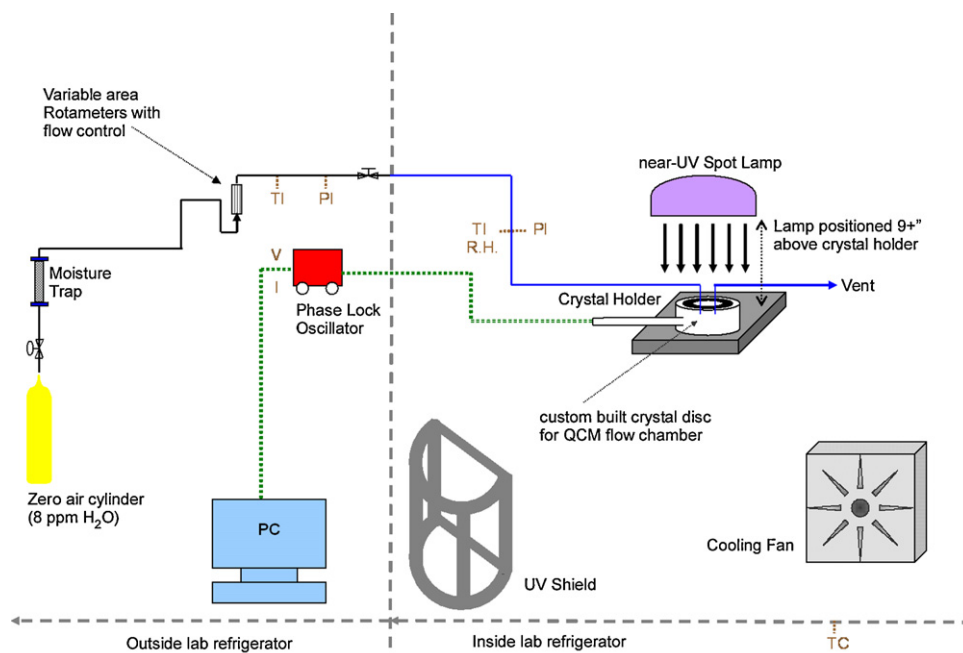 Variable area
Rotameters with
flow control
near-UV Spot Lamp
TI
PI
Lamp positioned 9+”
above crystal holder
TI
PI
R.H.
V
I
Moisture
Trap
Phase Lock
Oscillator
Crystal Holder
Vent
custom built crystal disc
for QCM flow chamber
Zero air cylinder
(8 ppm H₂O)
PC
UV Shield
Cooling Fan
Outside lab refrigerator
Inside lab refrigerator
TC